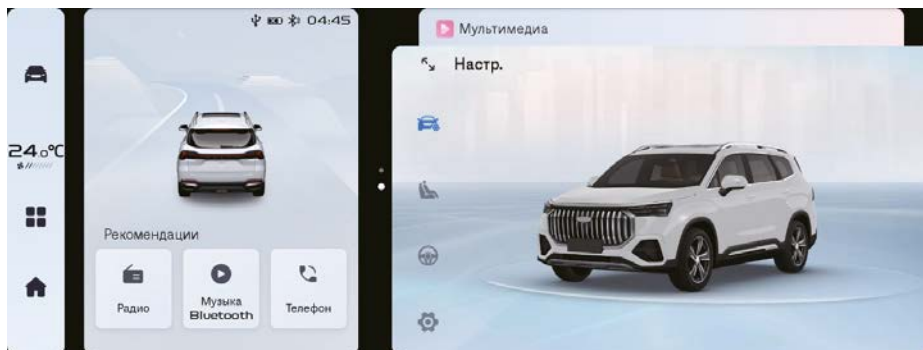 04:45
Мультимедиа
Настр.
24.0°C
Рекомендации
Радио
Музыка
Bluetooth
Телефон